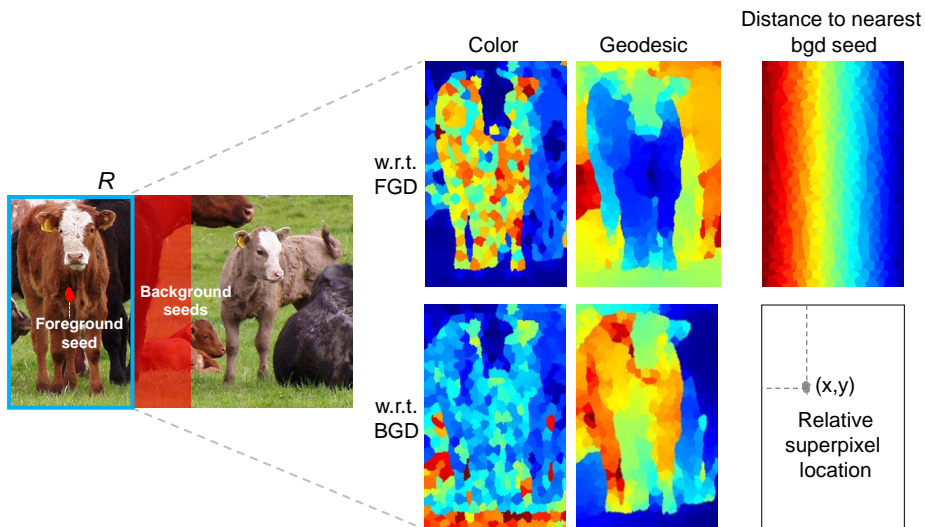 Color
Geodesic
Distance to nearest
bgd seed
w.r.t.
FGD
R
Background
seeds
Foreground
seed
w.r.t.
BGD
(x,y)
Relative
superpixel
location